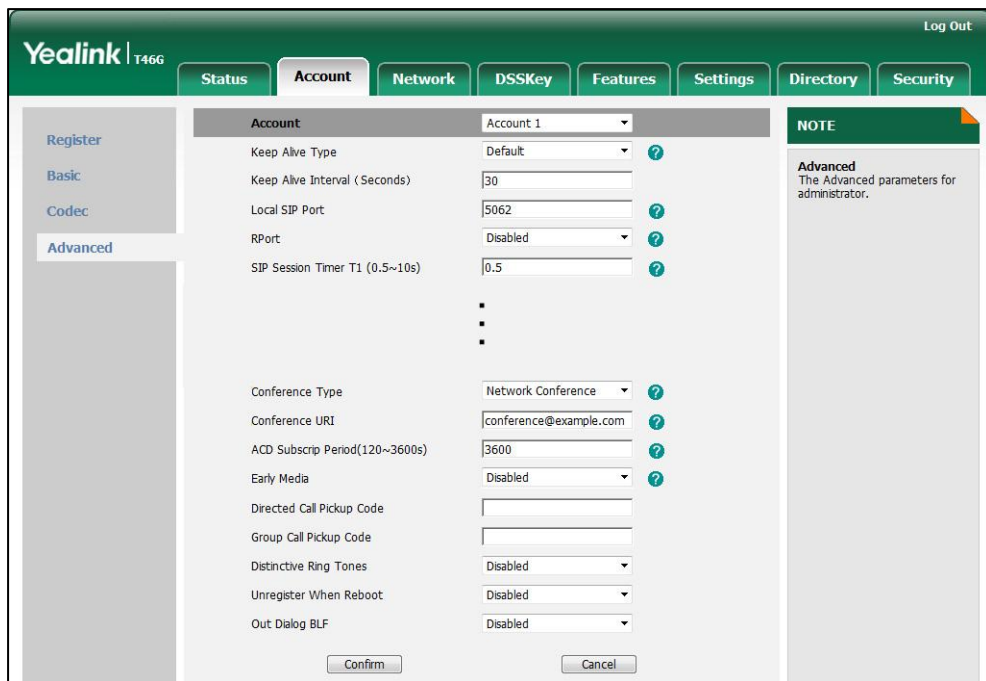 Log Out
Yealink T46G
Status Account Network DSSKey Features Settings Directory Security
Register
Basic
Codec
Advanced
Account Account 1
Keep Alive Type Default ?
Keep Alive Interval (Seconds) 30
Local SIP Port 5062 ?
RPort Disabled ?
SIP Session Timer T1 (0.5~10s) 0.5 ?
Conference Type Network Conference ?
Conference URI conference@example.com ?
ACD Subscrip Period(120~3600s) 3600 ?
Early Media Disabled ?
Directed Call Pickup Code
Group Call Pickup Code
Distinctive Ring Tones Disabled
Unregister When Reboot Disabled
Out Dialog BLF Disabled
Confirm Cancel
NOTE
Advanced
The Advanced parameters for
administrator.